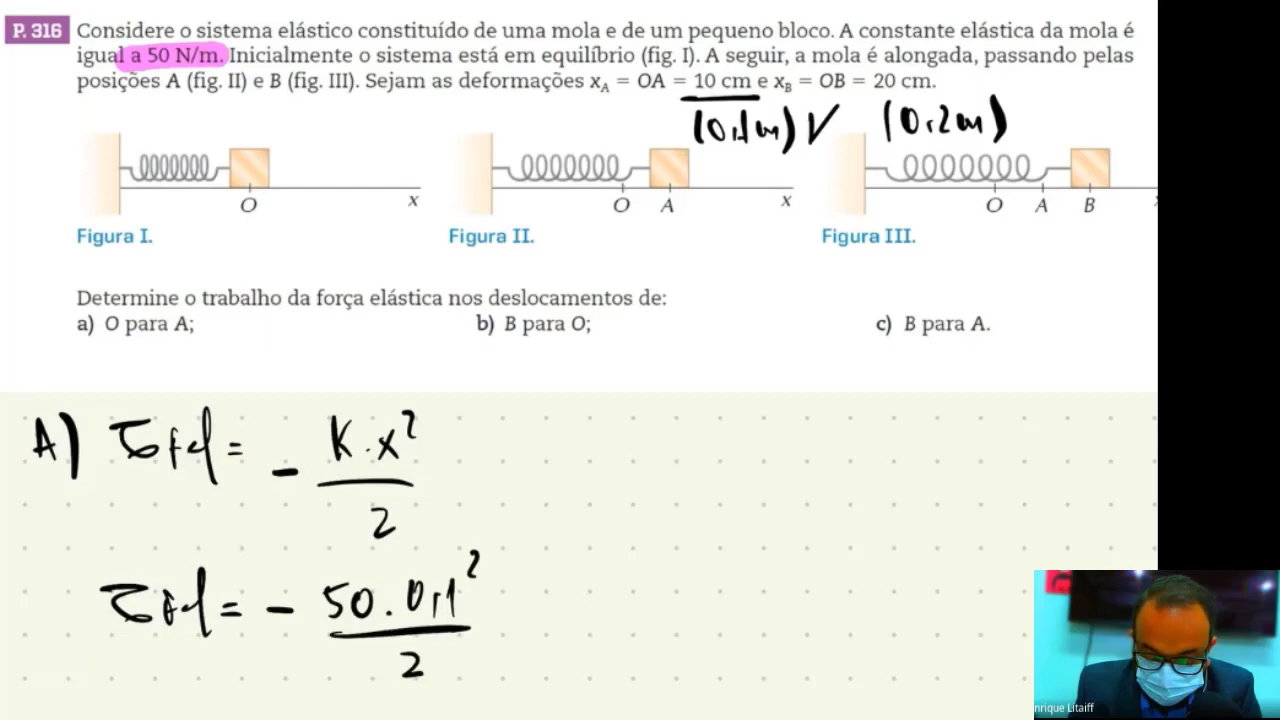 P. 316 Considere o sistema elástico constituído de uma mola e de um pequeno bloco. A constante elástica da mola é
igual a 50 N/m. Inicialmente o sistema está em equilíbrio (fig. I). A seguir, a mola é alongada, passando pelas
posições A (fig. II) e B (fig. III). Sejam as deformações xA = OA = 10 cm e xB = OB = 20 cm.
(0,1m) V (0,2m)
O x
O A x
O A B
Figura I. Figura II. Figura III.
Determine o trabalho da força elástica nos deslocamentos de:
a) O para A; b) B para O; c) B para A.
A) τfel = - K.x²
2
τfel = - 50.0,1²
2
nrique Litaiff